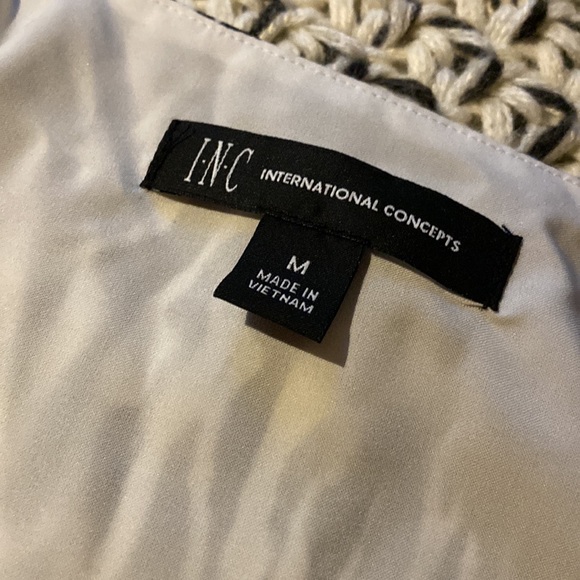 I·N·C INTERNATIONAL CONCEPTS
M
MADE IN
VIETNAM